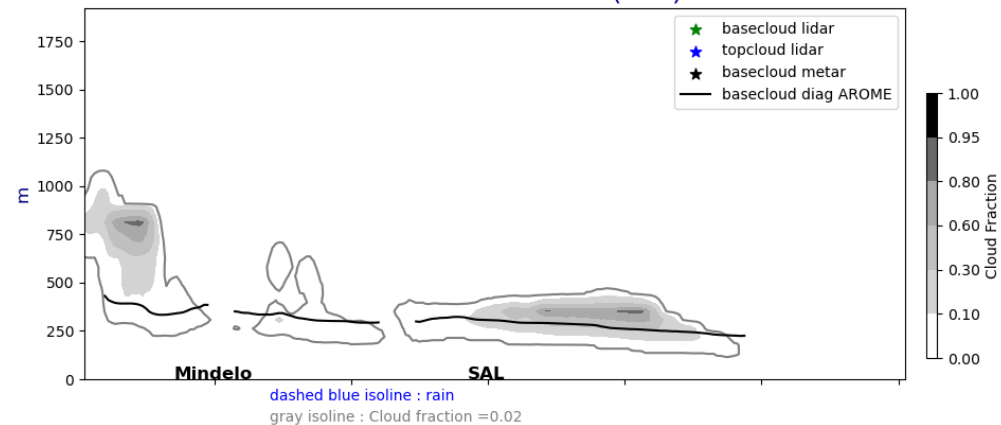 1750
1500
1250
1000
750
500
250
0
m
basecloud lidar
topcloud lidar
basecloud metar
basecloud diag AROME
1.00
0.95
0.80
0.60
0.30
0.10
0.00
Cloud Fraction
Mindelo
SAL
dashed blue isoline : rain
gray isoline : Cloud fraction =0.02